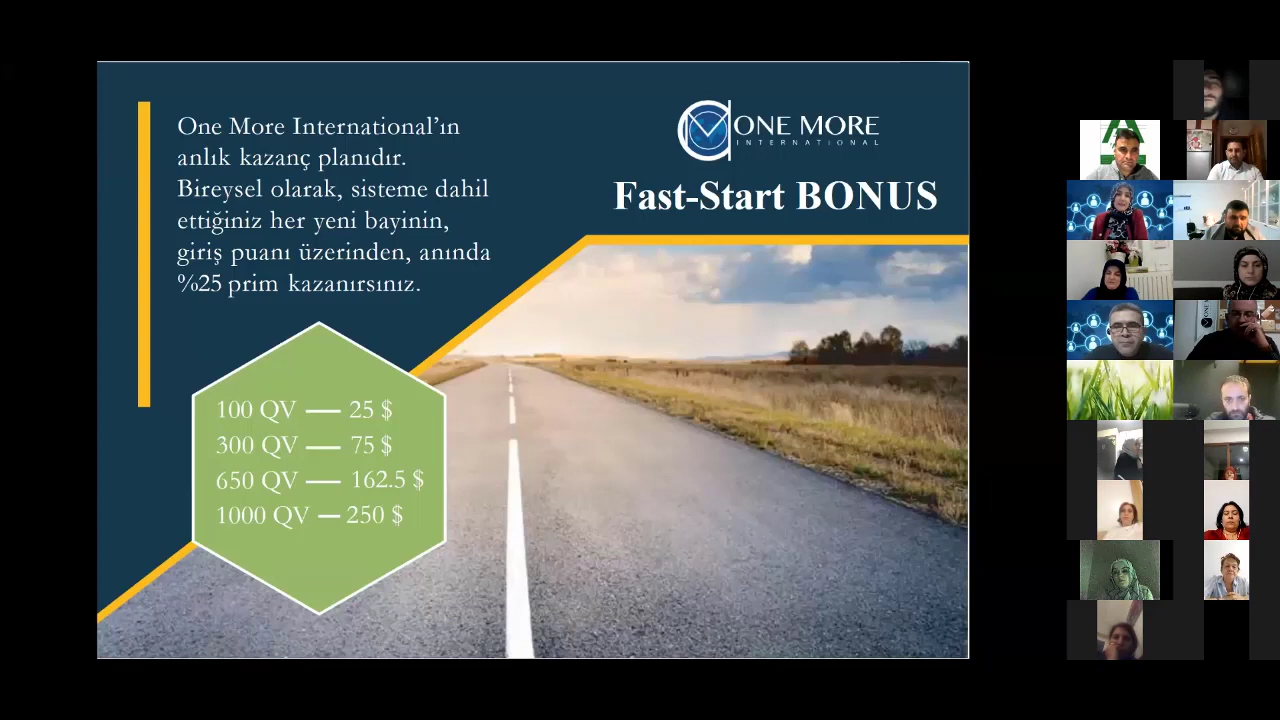 One More International’ın
anlık kazanç planıdır.
Bireysel olarak, sisteme dahil
ettiğiniz her yeni bayinin,
giriş puanı üzerinden, anında
%25 prim kazanırsınız.
ONE MORE
INTERNATIONAL
Fast-Start BONUS
100 QV — 25 $
300 QV — 75 $
650 QV — 162.5 $
1000 QV — 250 $